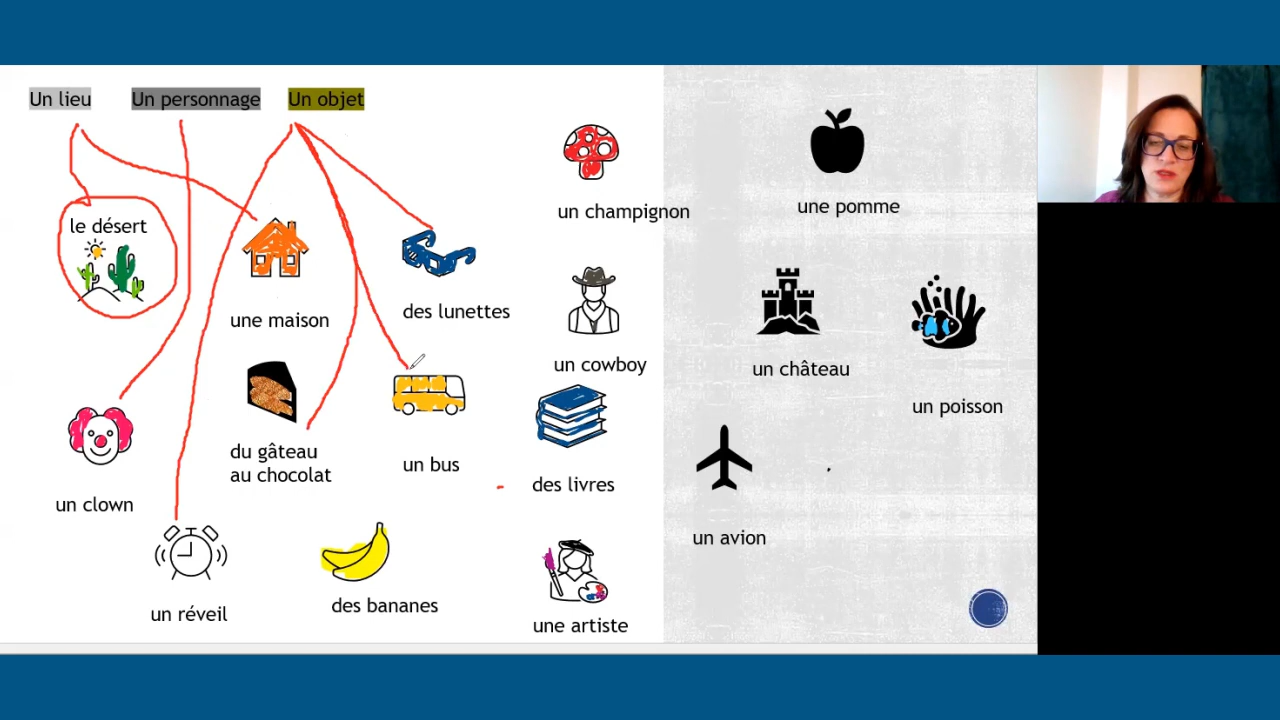 Un lieu
Un personnage
Un objet
le désert
une maison
des lunettes
un champignon
une pomme
un cowboy
un château
un poisson
un clown
du gâteau
au chocolat
un bus
des livres
un avion
un réveil
des bananes
une artiste